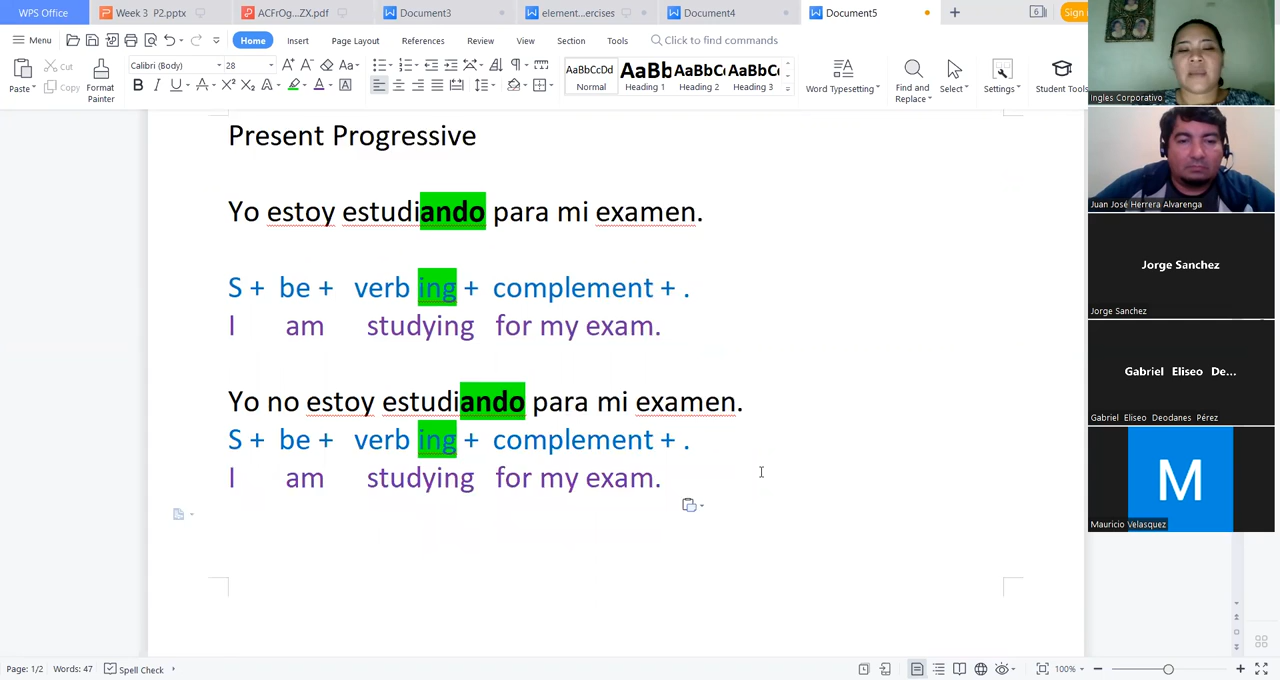 WPS Office Week 3 P2.pptx ACFrOg...ZX.pdf Document3 element...ercises Document4 Document5 + 6 Sign i
Menu Home Insert Page Layout References Review View Section Tools Click to find commands
Paste Cut Copy Format Painter Calibri (Body) 28 AaBbCcDd Normal AaBb Heading 1 AaBbCc Heading 2 AaBbCc Heading 3 Word Typesetting Find and Replace Select Settings Student Tools
Present Progressive
Yo estoy estudiando para mi examen.
S + be + verb ing + complement + .
I am studying for my exam.
Yo no estoy estudiando para mi examen.
S + be + verb ing + complement + .
I am studying for my exam.
Ingles Corporativo
Juan José Herrera Alvarenga
Jorge Sanchez
Jorge Sanchez
Gabriel Eliseo De...
Gabriel Eliseo Deodanes Pérez
M
Mauricio Velasquez
Page: 1/2 Words: 47 Spell Check 100% - +